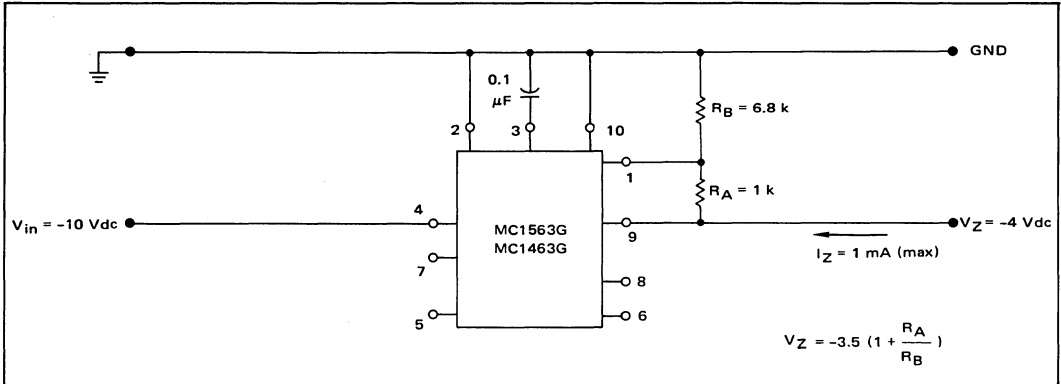 GND
0.1
μF
R_B = 6.8 k
2
3
10
1
R_A = 1 k
V_in = -10 Vdc
4
MC1563G
MC1463G
9
V_Z = -4 Vdc
I_Z = 1 mA (max)
7
8
5
6
V_Z = -3.5 (1 + R_A / R_B )